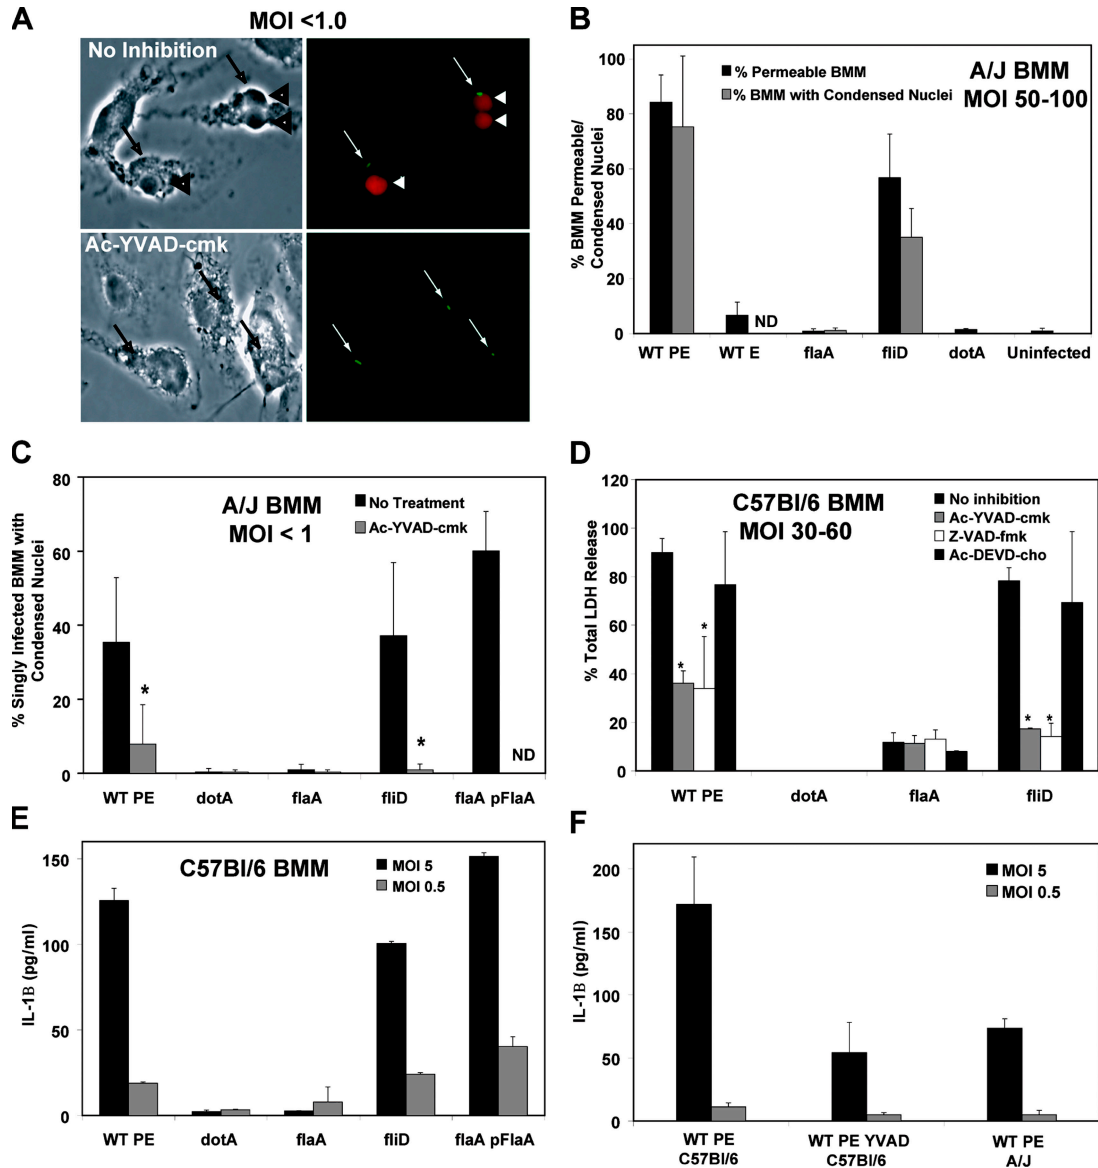 A
MOI <1.0
No Inhibition
Ac-YVAD-cmk
B
% BMM Permeable/
Condensed Nuclei
100
80
60
40
20
0
% Permeable BMM
% BMM with Condensed Nuclei
A/J BMM
MOI 50-100
ND
WT PE
WT E
flaA
fliD
dotA
Uninfected
C
% Singly Infected BMM with
Condensed Nuclei
80
60
40
20
0
A/J BMM
MOI < 1
No Treatment
Ac-YVAD-cmk
*
*
ND
WT PE
dotA
flaA
fliD
flaA pFlaA
D
% Total LDH Release
120
100
80
60
40
20
0
C57Bl/6 BMM
MOI 30-60
No inhibition
Ac-YVAD-cmk
Z-VAD-fmk
Ac-DEVD-cho
*
*
*
*
WT PE
dotA
flaA
fliD
E
IL-1B (pg/ml)
150
100
50
0
C57Bl/6 BMM
MOI 5
MOI 0.5
WT PE
dotA
flaA
fliD
flaA pFlaA
F
IL-1B (pg/ml)
200
150
100
50
0
MOI 5
MOI 0.5
WT PE
C57Bl/6
WT PE YVAD
C57Bl/6
WT PE
A/J